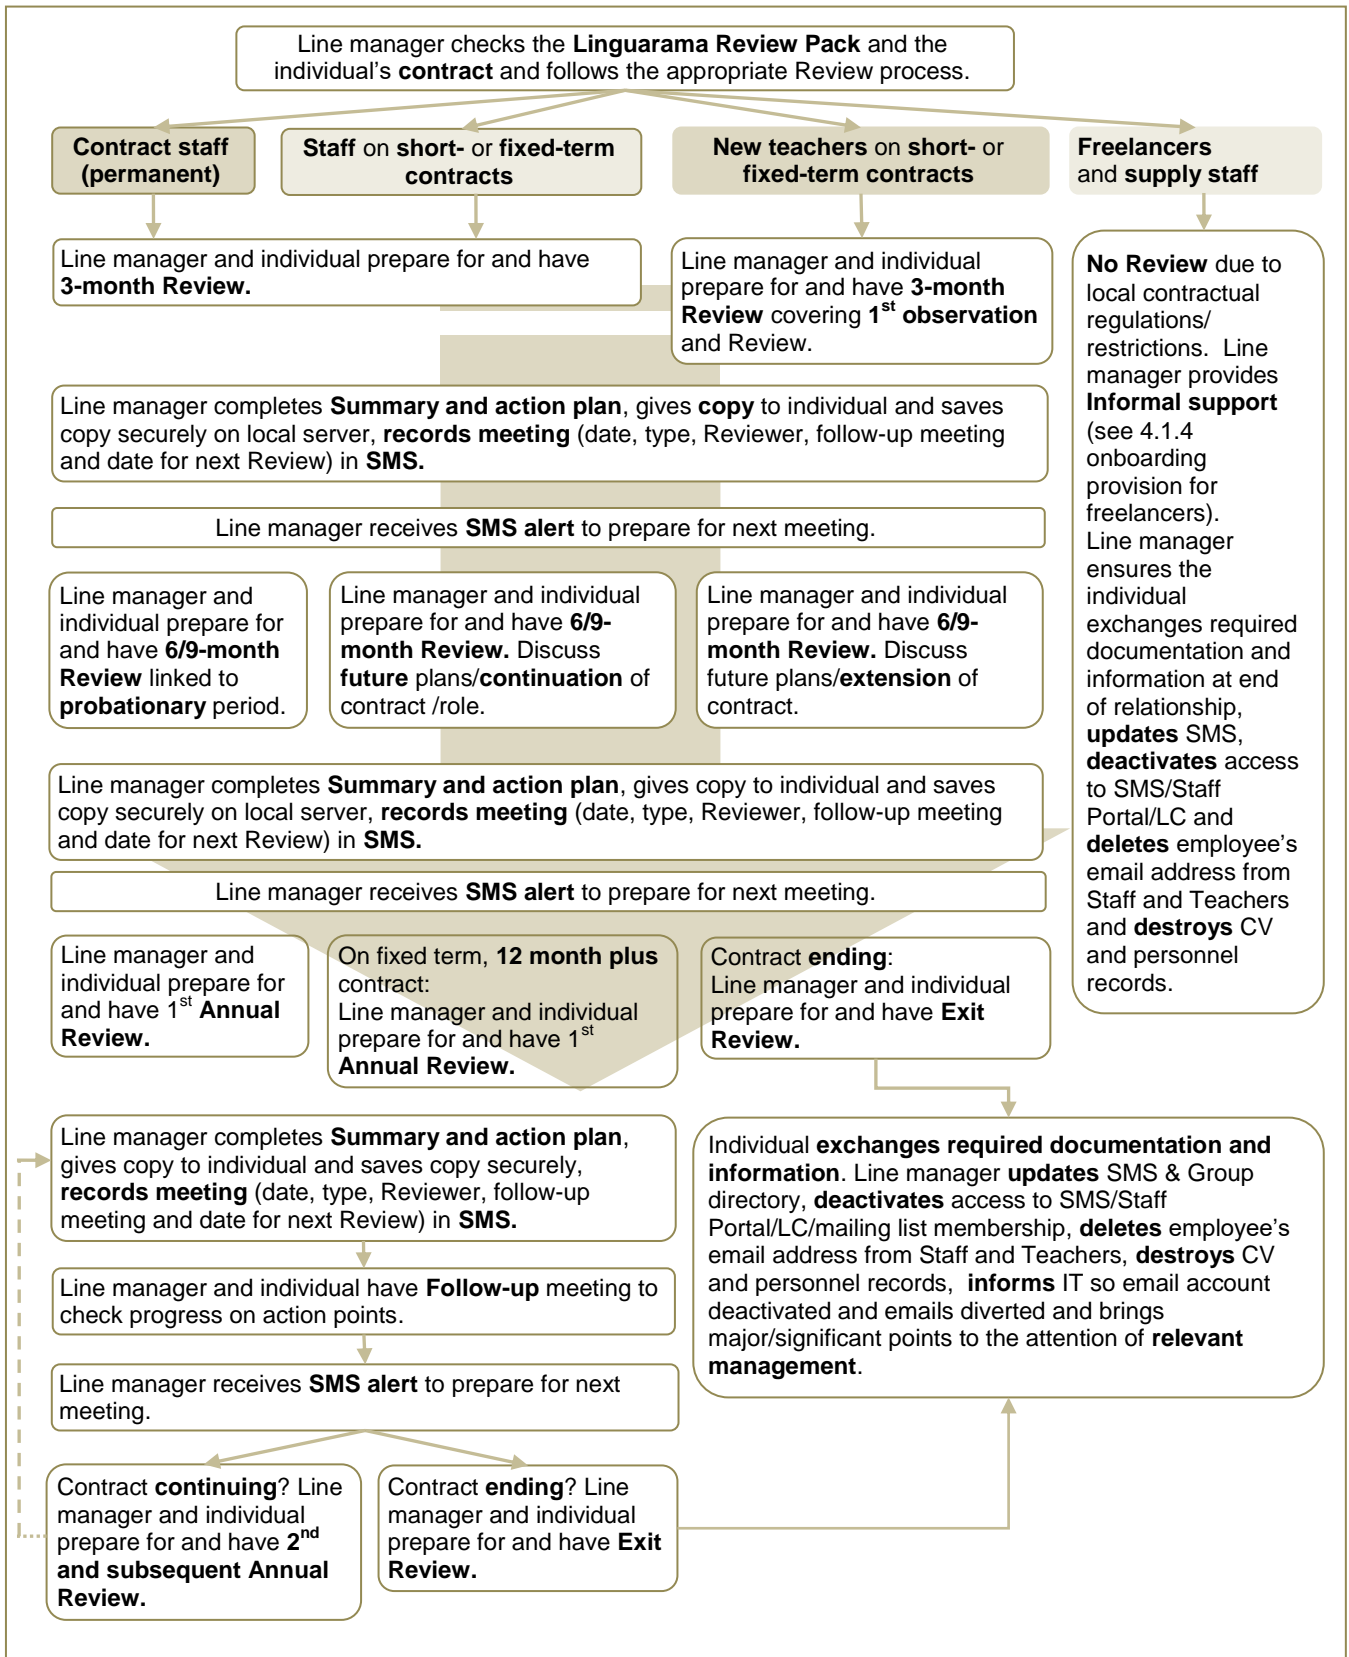 Line manager checks the Linguarama Review Pack and the
individual's contract and follows the appropriate Review process.
Contract staff
(permanent)
Staff on short- or fixed-term
contracts
New teachers on short- or
fixed-term contracts
Freelancers
and supply staff
Line manager and individual prepare for and have
3-month Review.
Line manager and individual
prepare for and have 3-month
Review covering 1st observation
and Review.
No Review due to
local contractual
regulations/
restrictions. Line
manager provides
Informal support
(see 4.1.4
onboarding
provision for
freelancers).
Line manager
ensures the
individual
exchanges required
documentation and
information at end
of relationship,
updates SMS,
deactivates access
to SMS/Staff
Portal/LC and
deletes employee's
email address from
Staff and Teachers
and destroys CV
and personnel
records.
Line manager completes Summary and action plan, gives copy to individual and saves
copy securely on local server, records meeting (date, type, Reviewer, follow-up meeting
and date for next Review) in SMS.
Line manager receives SMS alert to prepare for next meeting.
Line manager and
individual prepare for
and have 6/9-month
Review linked to
probationary period.
Line manager and individual
prepare for and have 6/9-
month Review. Discuss
future plans/continuation of
contract /role.
Line manager and individual
prepare for and have 6/9-
month Review. Discuss
future plans/extension of
contract.
Line manager completes Summary and action plan, gives copy to individual and saves
copy securely on local server, records meeting (date, type, Reviewer, follow-up meeting
and date for next Review) in SMS.
Line manager receives SMS alert to prepare for next meeting.
Line manager and
individual prepare for
and have 1st Annual
Review.
On fixed term, 12 month plus
contract:
Line manager and individual
prepare for and have 1st
Annual Review.
Contract ending:
Line manager and individual
prepare for and have Exit
Review.
Line manager completes Summary and action plan,
gives copy to individual and saves copy securely,
records meeting (date, type, Reviewer, follow-up
meeting and date for next Review) in SMS.
Individual exchanges required documentation and
information. Line manager updates SMS & Group
directory, deactivates access to SMS/Staff
Portal/LC/mailing list membership, deletes employee's
email address from Staff and Teachers, destroys CV
and personnel records, informs IT so email account
deactivated and emails diverted and brings
major/significant points to the attention of relevant
management.
Line manager and individual have Follow-up meeting to
check progress on action points.
Line manager receives SMS alert to prepare for next
meeting.
Contract continuing? Line
manager and individual
prepare for and have 2nd
and subsequent Annual
Review.
Contract ending? Line
manager and individual
prepare for and have Exit
Review.